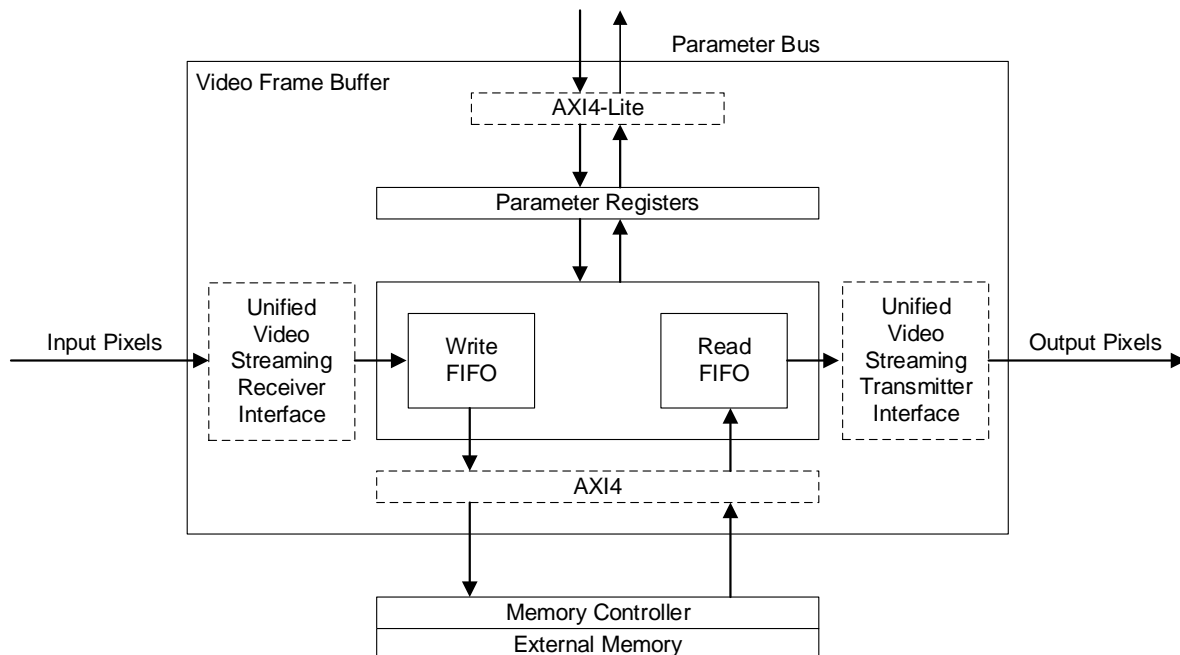 Parameter Bus
Video Frame Buffer
AXI4-Lite
Parameter Registers
Input Pixels
Unified
Video
Streaming
Receiver
Interface
Write
FIFO
Read
FIFO
Unified
Video
Streaming
Transmitter
Interface
Output Pixels
AXI4
Memory Controller
External Memory